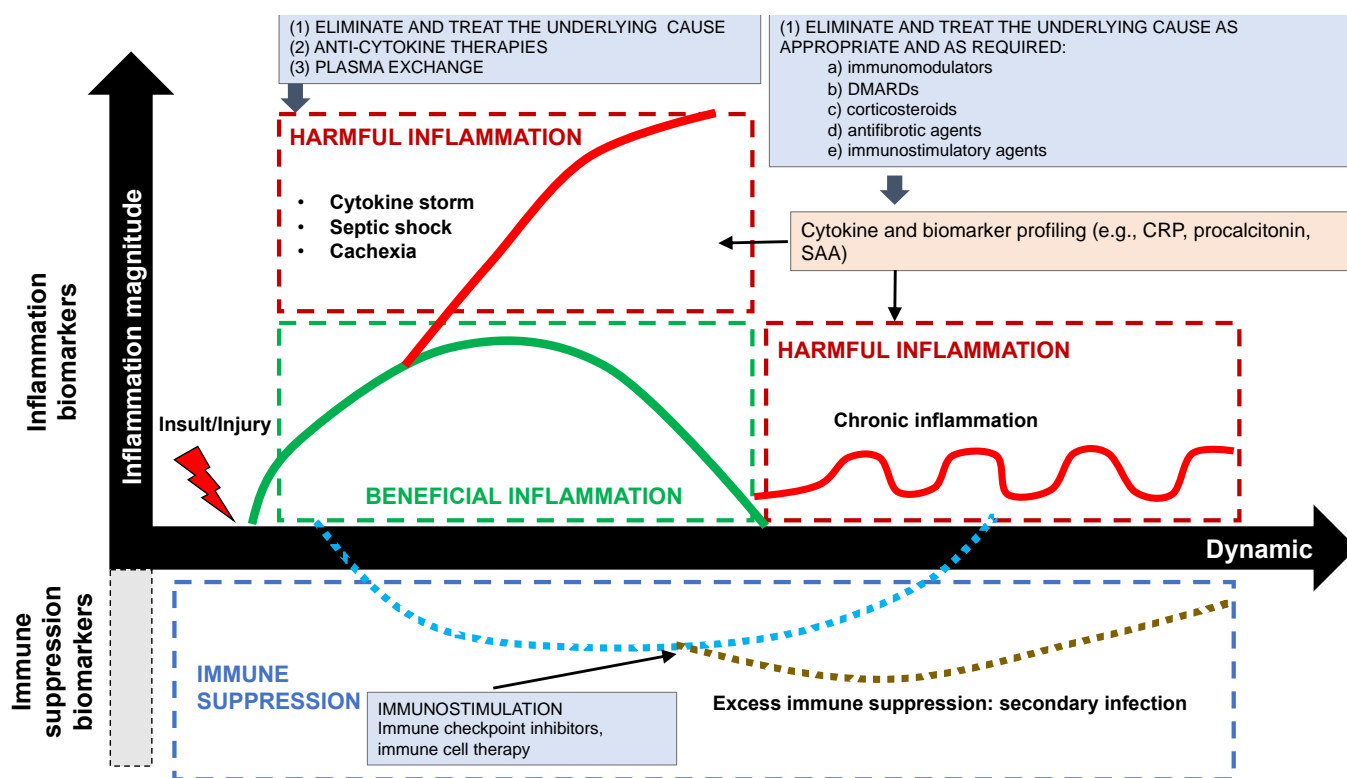 (1) ELIMINATE AND TREAT THE UNDERLYING CAUSE
(2) ANTI-CYTOKINE THERAPIES
(3) PLASMA EXCHANGE
(1) ELIMINATE AND TREAT THE UNDERLYING CAUSE AS
APPROPRIATE AND AS REQUIRED:
a) immunomodulators
b) DMARDs
c) corticosteroids
d) antifibrotic agents
e) immunostimulatory agents
HARMFUL INFLAMMATION
• Cytokine storm
• Septic shock
• Cachexia
Cytokine and biomarker profiling (e.g., CRP, procalcitonin,
SAA)
Inflammation
biomarkers
Inflammation magnitude
HARMFUL INFLAMMATION
Insult/Injury
Chronic inflammation
BENEFICIAL INFLAMMATION
Dynamic
Immune
suppression
biomarkers
IMMUNE
SUPPRESSION
IMMUNOSTIMULATION
Immune checkpoint inhibitors,
immune cell therapy
Excess immune suppression: secondary infection